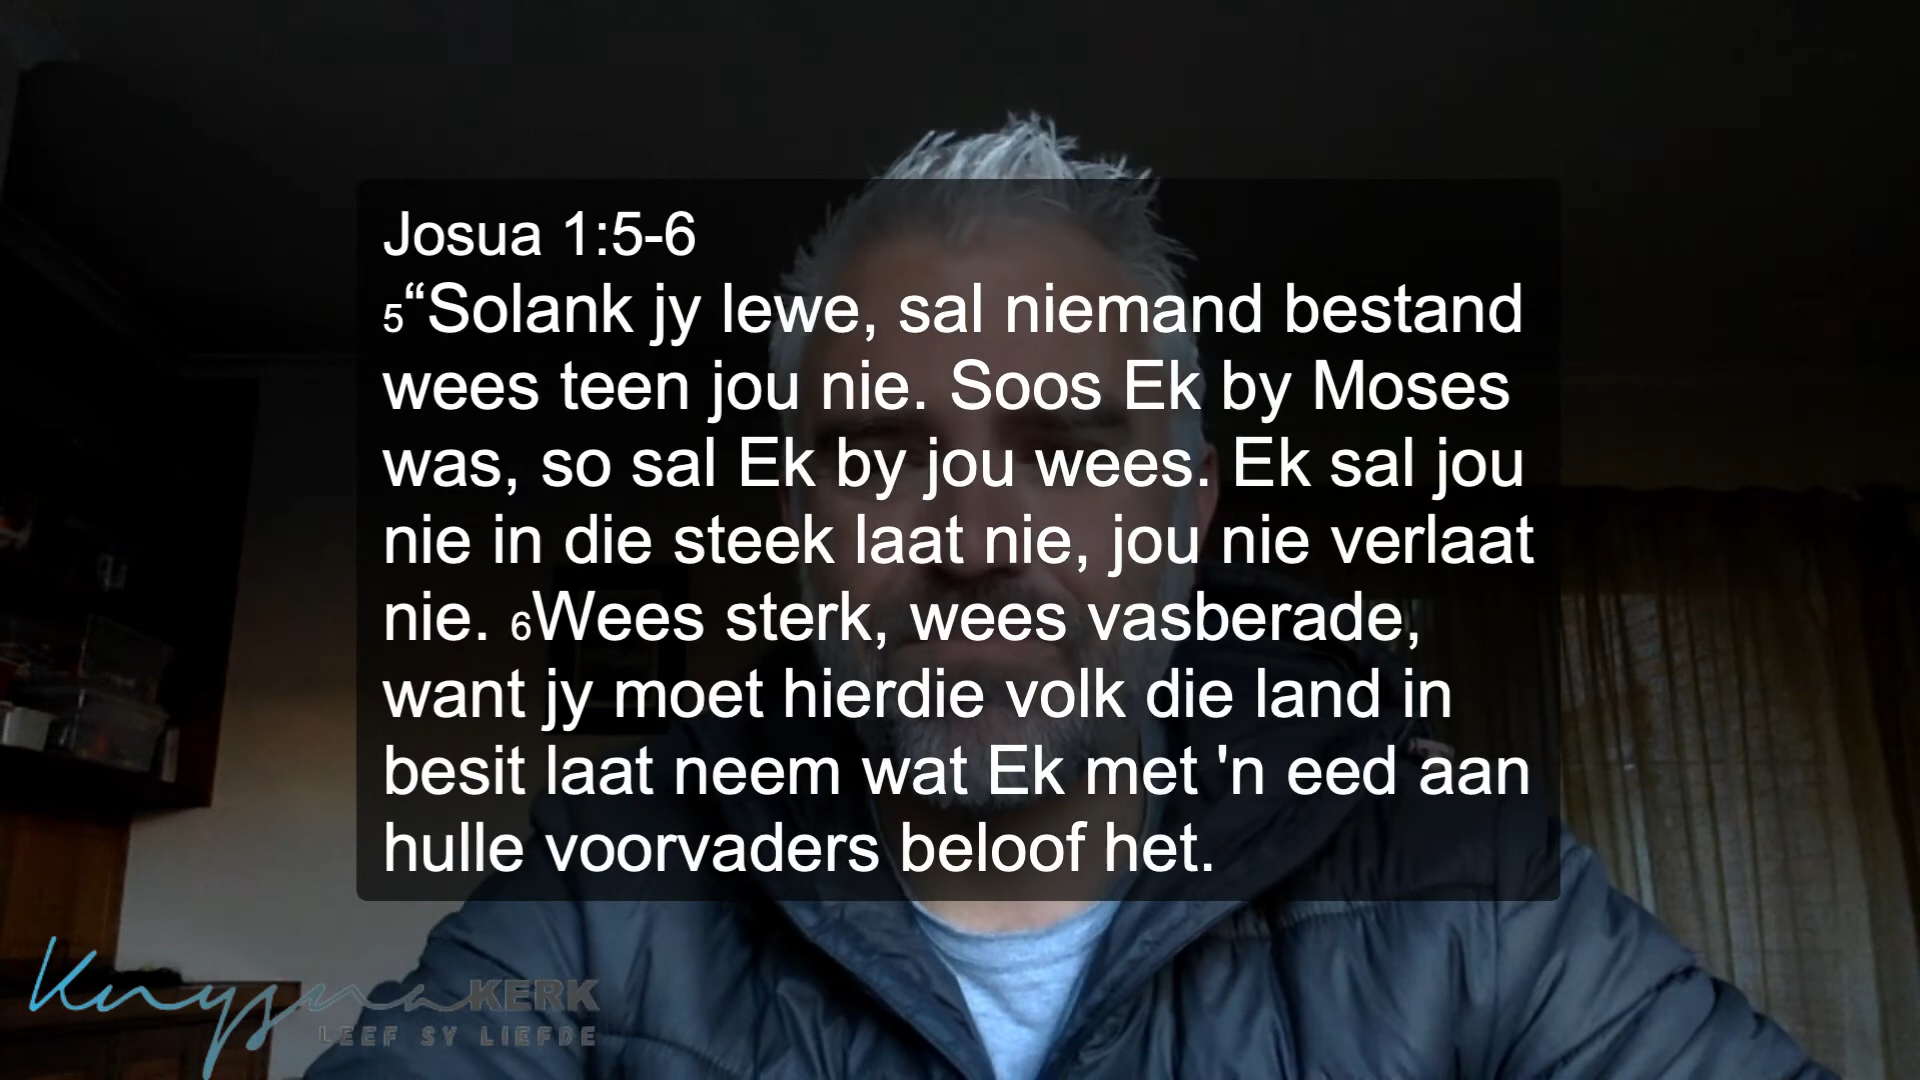 Josua 1:5-6
5“Solank jy lewe, sal niemand bestand
wees teen jou nie. Soos Ek by Moses
was, so sal Ek by jou wees. Ek sal jou
nie in die steek laat nie, jou nie verlaat
nie. 6Wees sterk, wees vasberade,
want jy moet hierdie volk die land in
besit laat neem wat Ek met 'n eed aan
hulle voorvaders beloof het.
Knysna KERK
LEEF SY LIEFDE